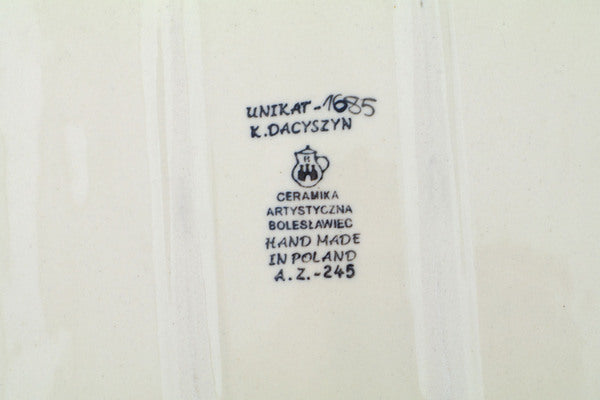 UNIKAT-1685
K.DACYSZYN
CERAMIKA
ARTYSTYCZNA
BOLESŁAWIEC
HAND MADE
IN POLAND
A.Z.-245